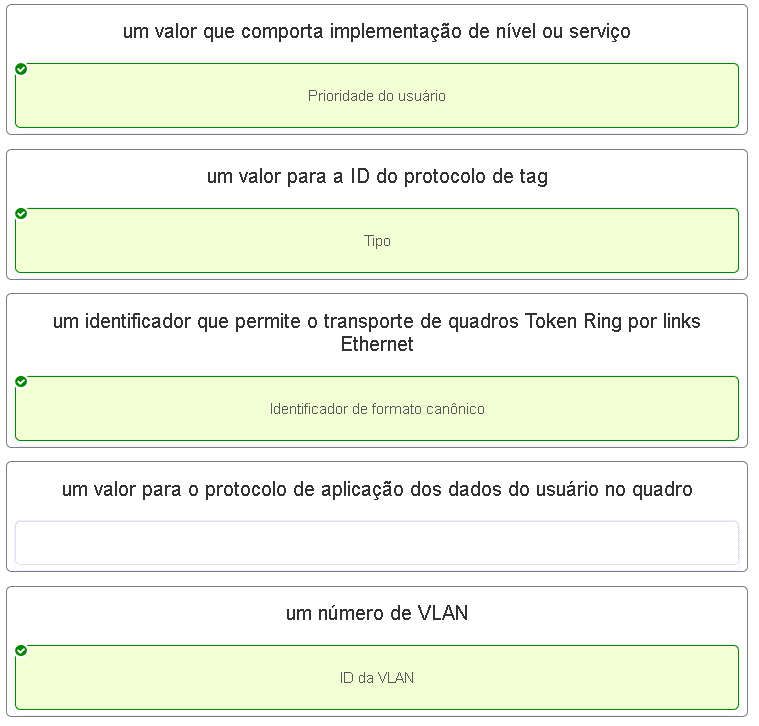 um valor que comporta implementação de nível ou serviço
Prioridade do usuário
um valor para a ID do protocolo de tag
Tipo
um identificador que permite o transporte de quadros Token Ring por links
Ethernet
Identificador de formato canônico
um valor para o protocolo de aplicação dos dados do usuário no quadro
um número de VLAN
ID da VLAN